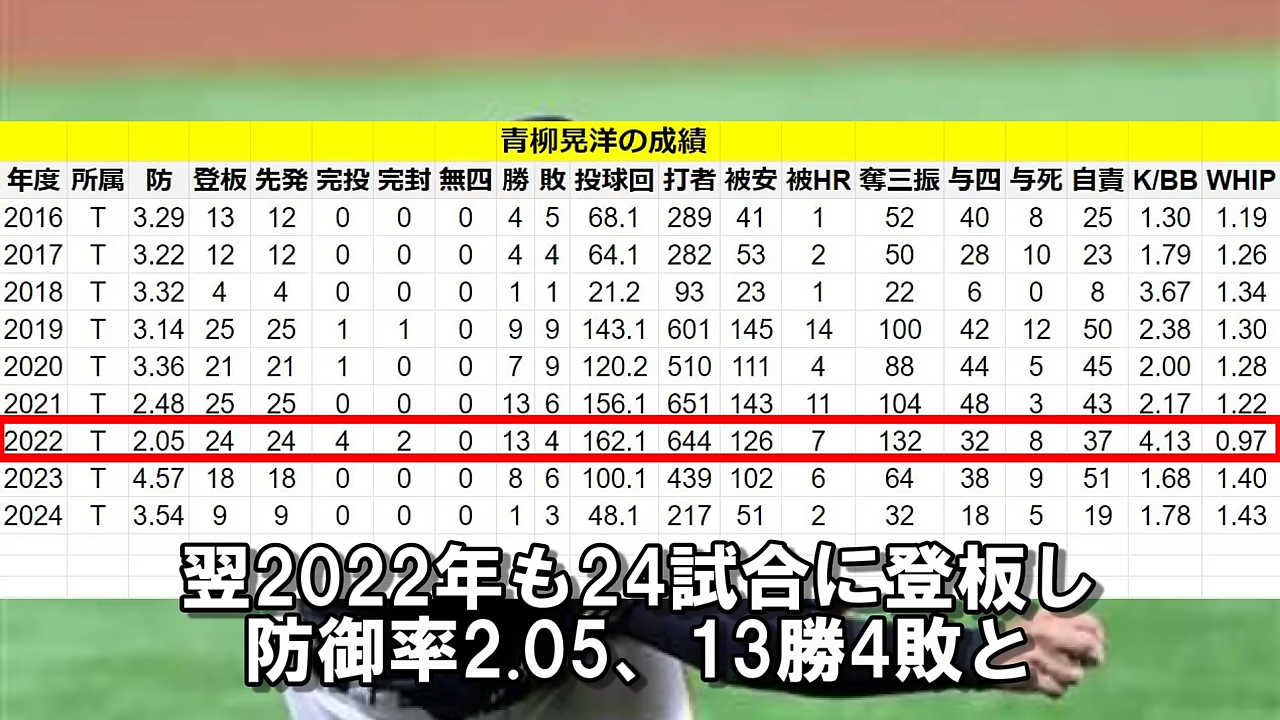 青柳晃洋の成績
年度 所属 防 登板 先発 完投 完封 無四 勝 敗 投球回 打者 被安 被HR 奪三振 与四 与死 自責 K/BB WHIP
2016 T 3.29 13 12 0 0 0 4 5 68.1 289 41 1 52 40 8 25 1.30 1.19
2017 T 3.22 12 12 0 0 0 4 4 64.1 282 53 2 50 28 10 23 1.79 1.26
2018 T 3.32 4 4 0 0 0 1 1 21.2 93 23 1 22 6 0 8 3.67 1.34
2019 T 3.14 25 25 1 1 0 9 9 143.1 601 145 14 100 42 12 50 2.38 1.30
2020 T 3.36 21 21 1 0 0 7 9 120.2 510 111 4 88 44 5 45 2.00 1.28
2021 T 2.48 25 25 0 0 0 13 6 156.1 651 143 11 104 48 3 43 2.17 1.22
2022 T 2.05 24 24 4 2 0 13 4 162.1 644 126 7 132 32 8 37 4.13 0.97
2023 T 4.57 18 18 0 0 0 8 6 100.1 439 102 6 64 38 9 51 1.68 1.40
2024 T 3.54 9 9 0 0 0 1 3 48.1 217 51 2 32 18 5 19 1.78 1.43
翌2022年も24試合に登板し
防御率2.05、13勝4敗と